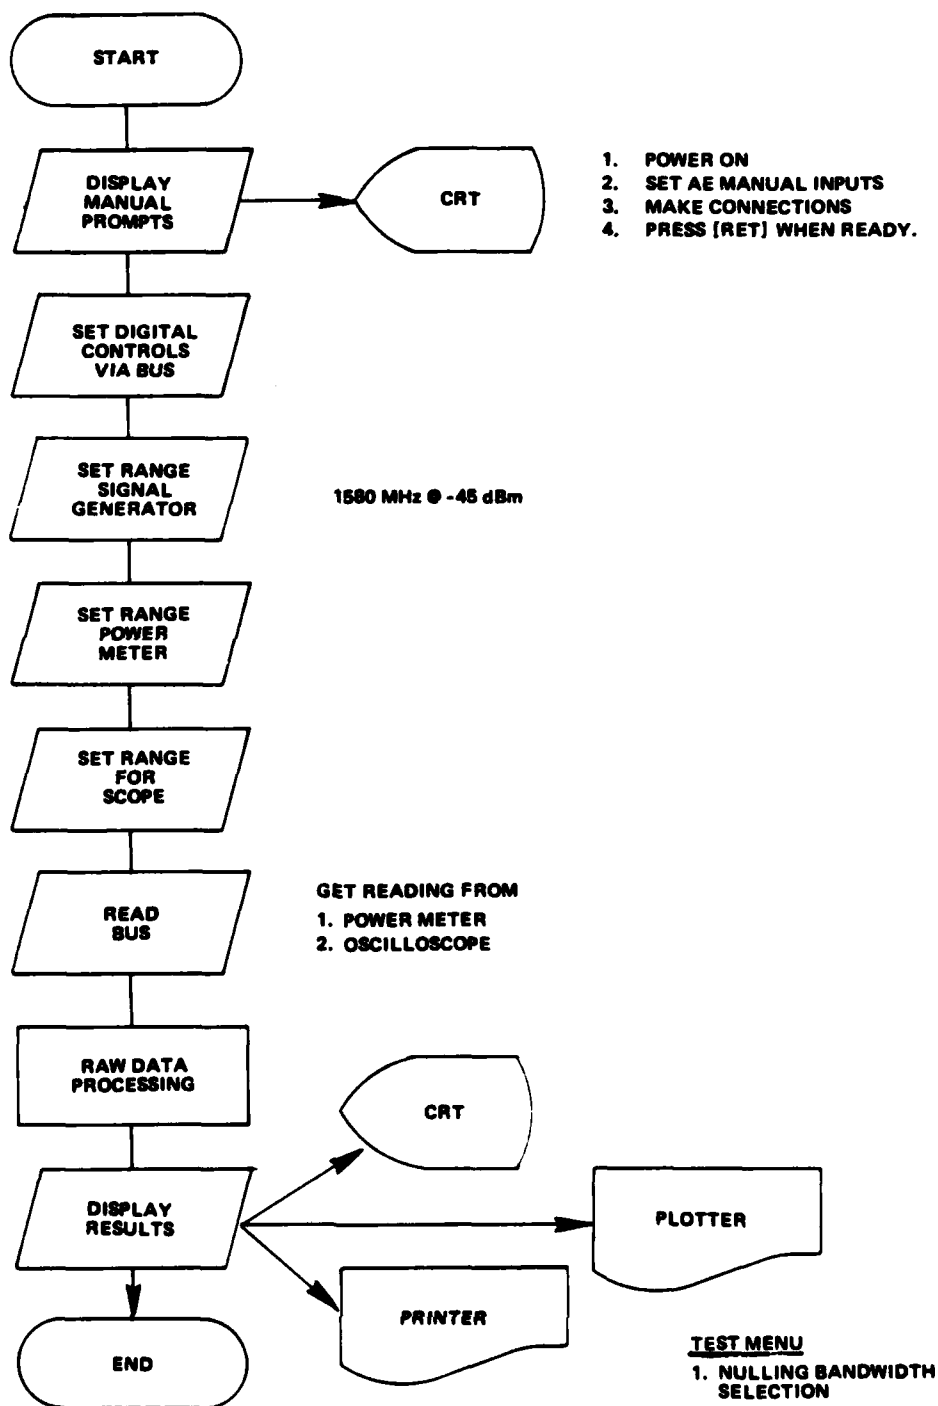 START
DISPLAY
MANUAL
PROMPTS
CRT
1. POWER ON
2. SET AE MANUAL INPUTS
3. MAKE CONNECTIONS
4. PRESS [RET] WHEN READY.
SET DIGITAL
CONTROLS
VIA BUS
SET RANGE
SIGNAL
GENERATOR
1580 MHz @ -45 dBm
SET RANGE
POWER
METER
SET RANGE
FOR
SCOPE
READ
BUS
GET READING FROM
1. POWER METER
2. OSCILLOSCOPE
RAW DATA
PROCESSING
CRT
DISPLAY
RESULTS
PLOTTER
PRINTER
END
TEST MENU
1. NULLING BANDWIDTH
SELECTION